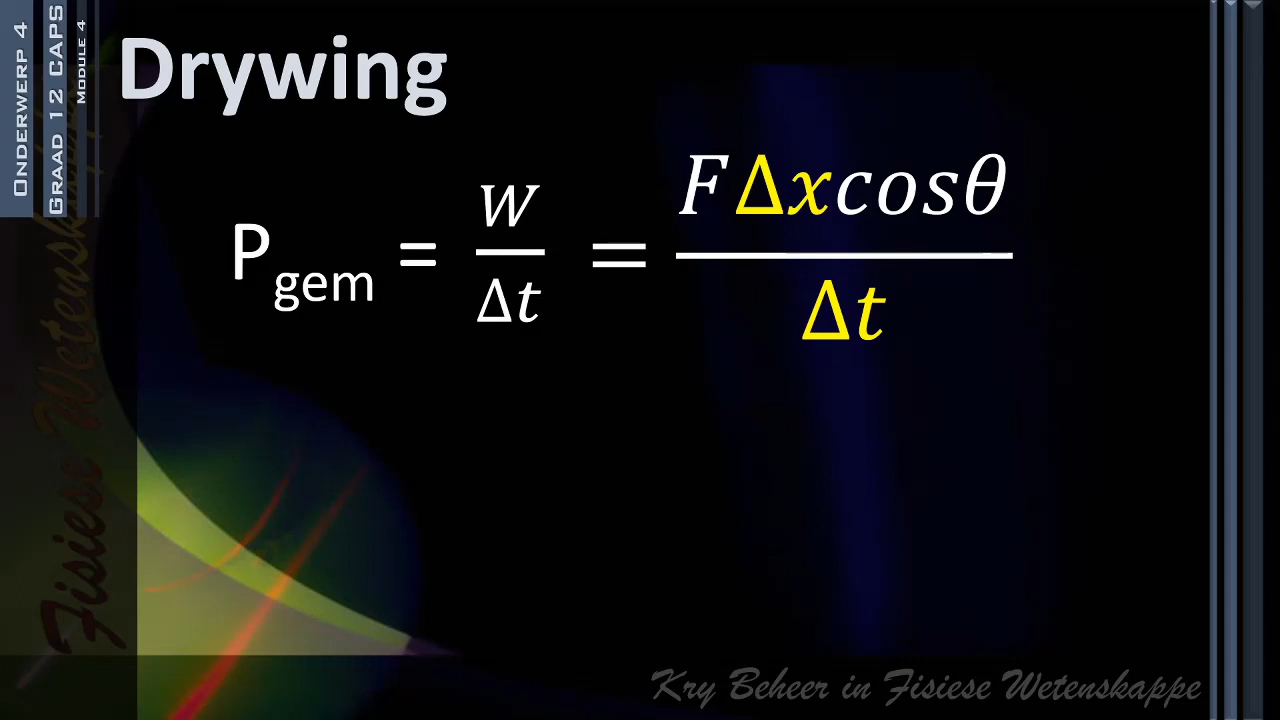 ONDERWERP 4
GRAAD 12 CAPS
MODULE 4
Drywing
P_gem = W/Δt = FΔxcosθ/Δt
Fisiese Wetenskappe
Kry Beheer in Fisiese Wetenskappe